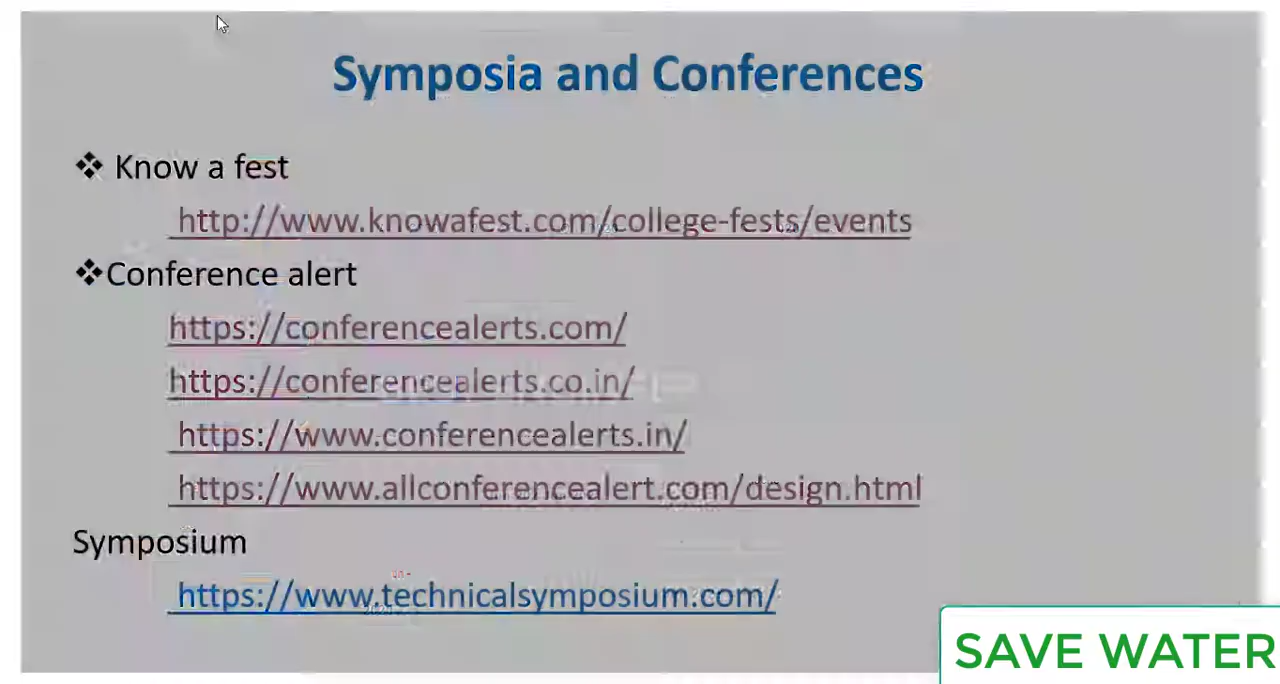 Symposia and Conferences
❖ Know a fest
http://www.knowafest.com/college-fests/events
❖Conference alert
https://conferencealerts.com/
https://conferencealerts.co.in/
https://www.conferencealerts.in/
https://www.allconferencealert.com/design.html
Symposium
https://www.technicalsymposium.com/
SAVE WATER